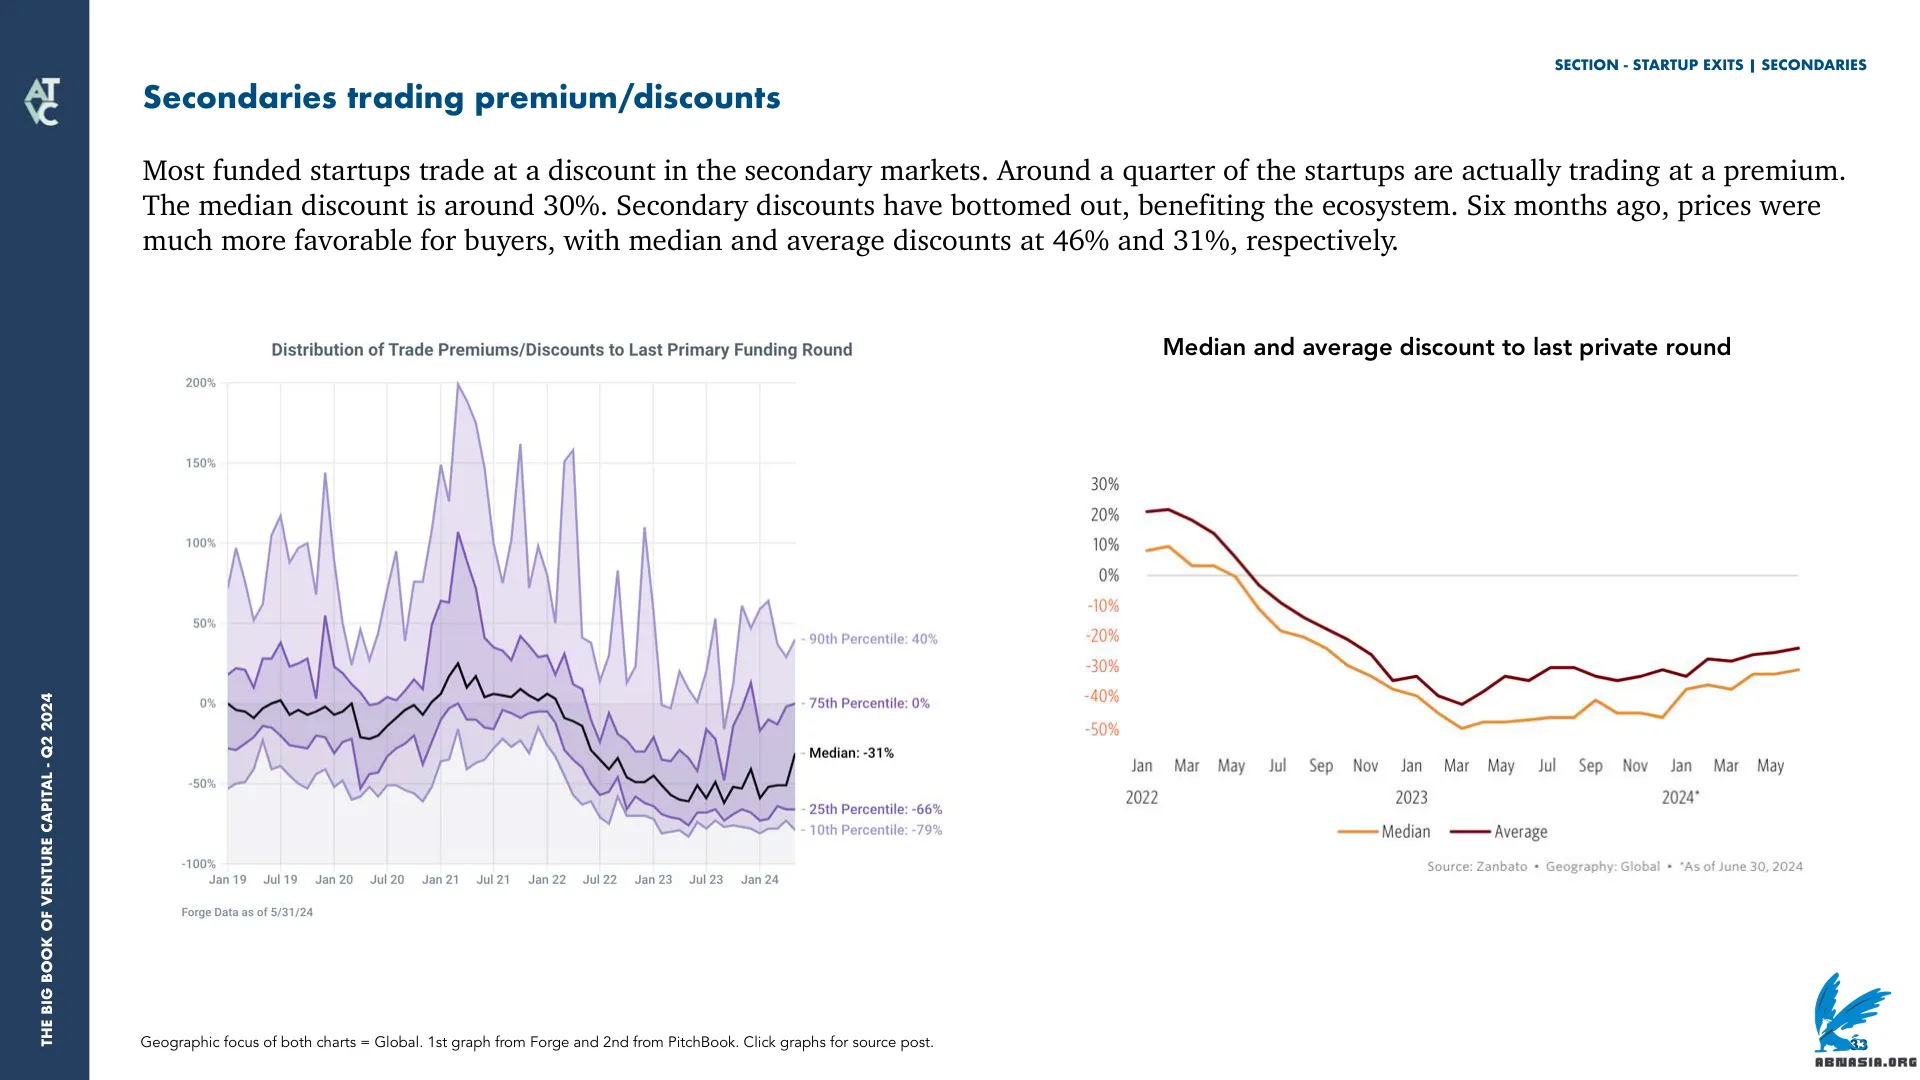 SECTION - STARTUP EXITS | SECONDARIES
AT
VC
Secondaries trading premium/discounts
Most funded startups trade at a discount in the secondary markets. Around a quarter of the startups are actually trading at a premium.
The median discount is around 30%. Secondary discounts have bottomed out, benefiting the ecosystem. Six months ago, prices were
much more favorable for buyers, with median and average discounts at 46% and 31%, respectively.
Distribution of Trade Premiums/Discounts to Last Primary Funding Round
200%
150%
100%
50%
0%
-50%
-100%
- 90th Percentile: 40%
- 75th Percentile: 0%
- Median: -31%
- 25th Percentile: -66%
- 10th Percentile: -79%
Jan 19 Jul 19 Jan 20 Jul 20 Jan 21 Jul 21 Jan 22 Jul 22 Jan 23 Jul 23 Jan 24
Forge Data as of 5/31/24
Median and average discount to last private round
30%
20%
10%
0%
-10%
-20%
-30%
-40%
-50%
Jan Mar May Jul Sep Nov Jan Mar May Jul Sep Nov Jan Mar May
2022 2023 2024*
Median Average
Source: Zanbato • Geography: Global • *As of June 30, 2024
THE BIG BOOK OF VENTURE CAPITAL - Q2 2024
Geographic focus of both charts = Global. 1st graph from Forge and 2nd from PitchBook. Click graphs for source post.
33
ABNASIA.ORG